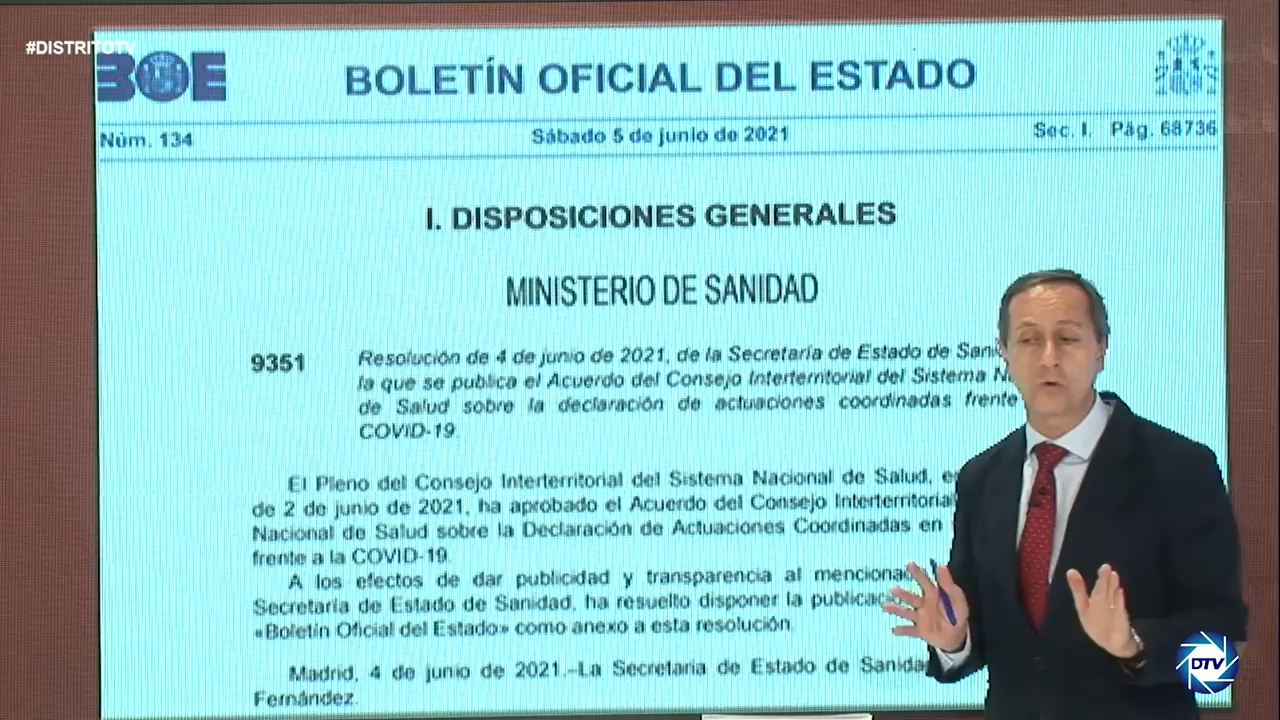 #DISTRITOTV
BOE
BOLETÍN OFICIAL DEL ESTADO
Núm. 134
Sábado 5 de junio de 2021
Sec. I. Pág. 68736
I. DISPOSICIONES GENERALES
MINISTERIO DE SANIDAD
9351
Resolución de 4 de junio de 2021, de la Secretaría de Estado de
la que se publica el Acuerdo del Consejo Interterritorial del Sistema
de Salud sobre la declaración de actuaciones coordinadas frente
COVID-19.
El Pleno del Consejo Interterritorial del Sistema Nacional de Salud,
de 2 de junio de 2021, ha aprobado el Acuerdo del Consejo Interterritorial
Nacional de Salud sobre la Declaración de Actuaciones Coordinadas en
frente a la COVID-19.
A los efectos de dar publicidad y transparencia al
Secretaría de Estado de Sanidad, ha resuelto disponer la
«Boletín Oficial del Estado» como anexo a esta resolución.
Madrid, 4 de junio de 2021.–La Secretaria de Estado de
Fernández.
DTV